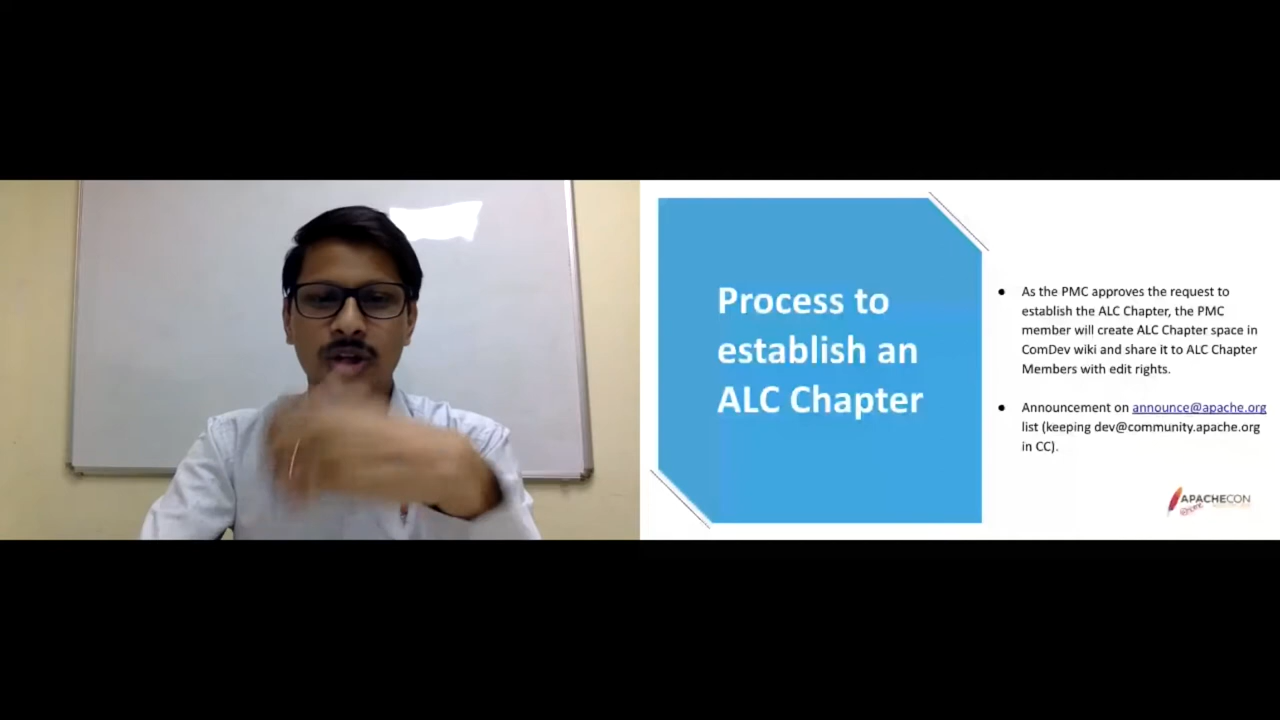 Process to
establish an
ALC Chapter
● As the PMC approves the request to
establish the ALC Chapter, the PMC
member will create ALC Chapter space in
ComDev wiki and share it to ALC Chapter
Members with edit rights.
● Announcement on announce@apache.org
list (keeping dev@community.apache.org
in CC).
APACHECON
@HOME